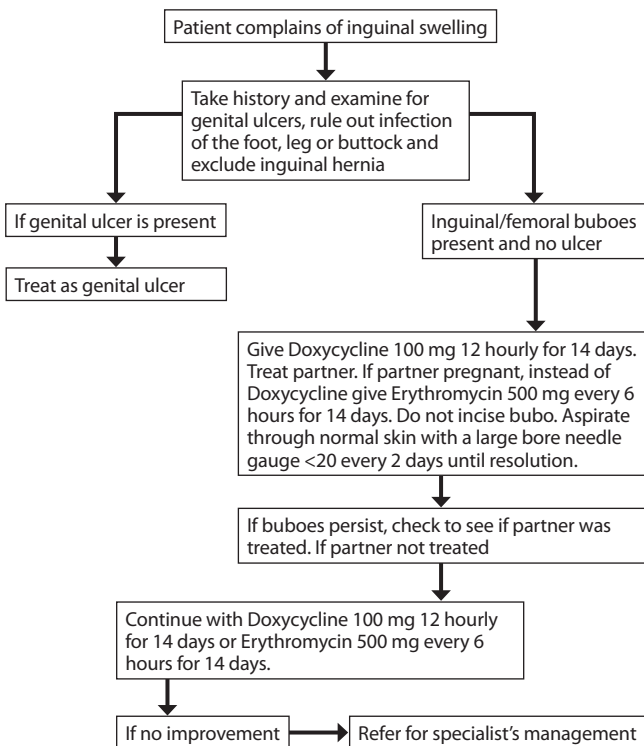 Patient complains of inguinal swelling
Take history and examine for
genital ulcers, rule out infection
of the foot, leg or buttock and
exclude inguinal hernia
If genital ulcer is present
Treat as genital ulcer
Inguinal/femoral buboes
present and no ulcer
Give Doxycycline 100 mg 12 hourly for 14 days.
Treat partner. If partner pregnant, instead of
Doxycycline give Erythromycin 500 mg every 6
hours for 14 days. Do not incise bubo. Aspirate
through normal skin with a large bore needle
gauge <20 every 2 days until resolution.
If buboes persist, check to see if partner was
treated. If partner not treated
Continue with Doxycycline 100 mg 12 hourly
for 14 days or Erythromycin 500 mg every 6
hours for 14 days.
If no improvement
Refer for specialist’s management